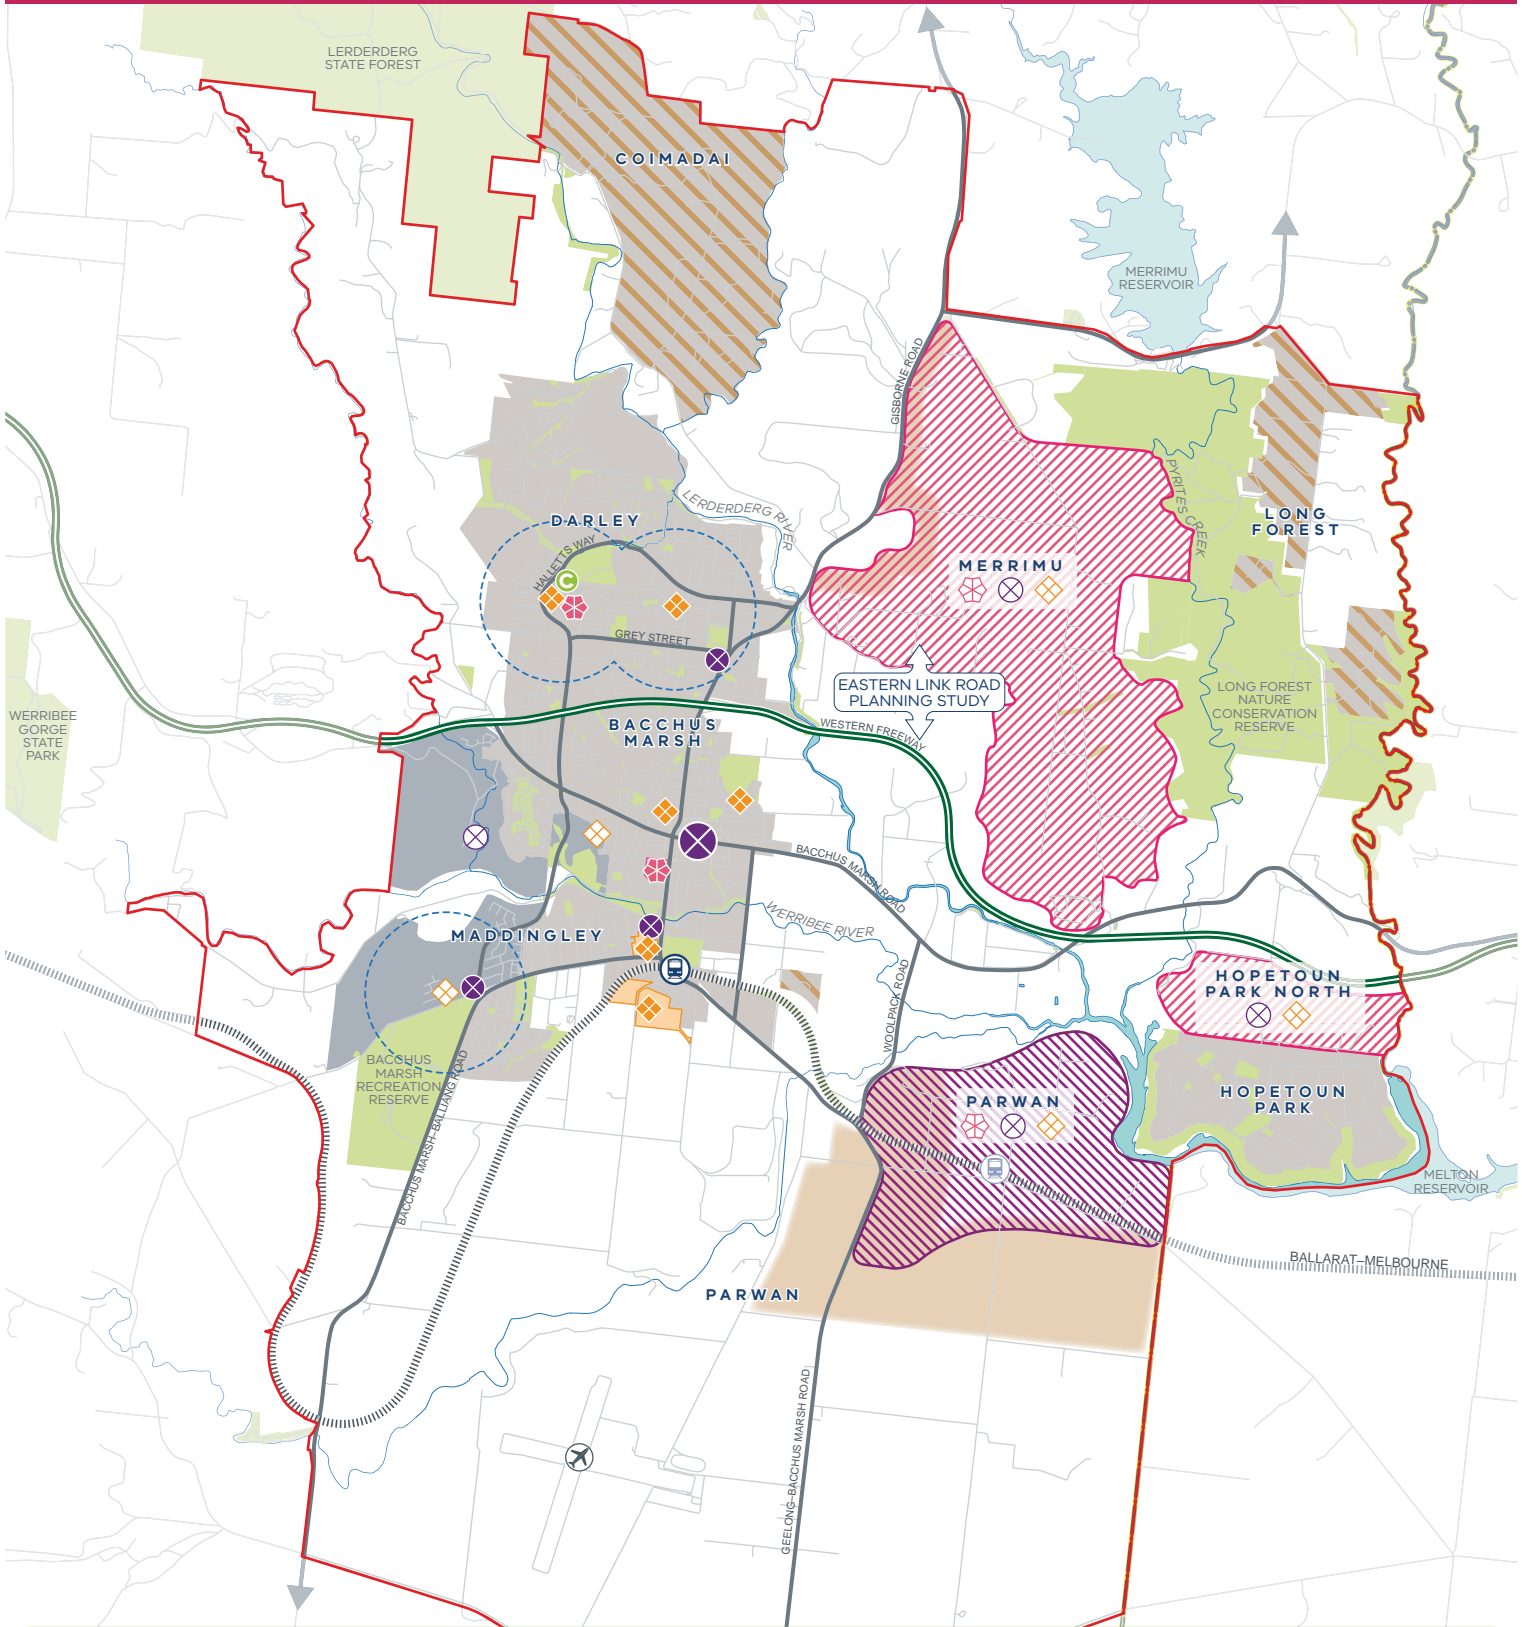 LERDERDERG
STATE FOREST
COIMADAI
MERRIMU
RESERVOIR
GISBORNE ROAD
PYRITES CREEK
LERDERDERG RIVER
DARLEY
LONG
FOREST
HALLETTS WAY
C
MERRIMU
GREY STREET
EASTERN LINK ROAD
PLANNING STUDY
LONG FOREST
NATURE
CONSERVATION
RESERVE
WERRIBEE
GORGE
STATE
PARK
BACCHUS
MARSH
WESTERN FREEWAY
BACCHUS MARSH ROAD
WERRIBEE RIVER
MADDINGLEY
HOPETOUN
PARK NORTH
WOOLPACK ROAD
BACCHUS
MARSH
RECREATION
RESERVE
PARWAN
HOPETOUN
PARK
BACCHUS MARSH-BALLIANG ROAD
MELTON
RESERVOIR
BALLARAT–MELBOURNE
PARWAN
GEELONG-BACCHUS MARSH ROAD